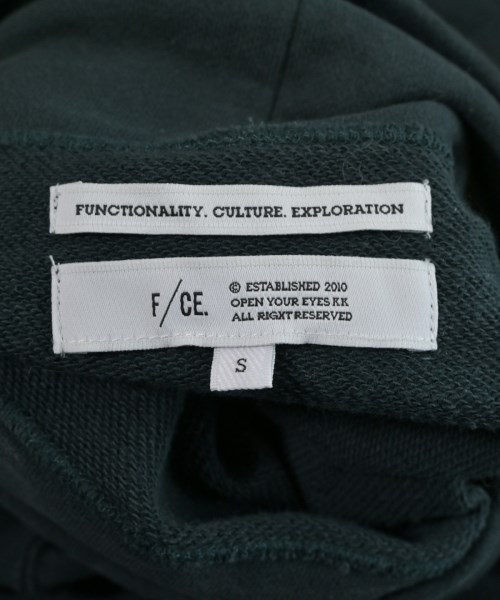 FUNCTIONALITY. CULTURE. EXPLORATION
F/CE.
© ESTABLISHED 2010
OPEN YOUR EYES KK
ALL RIGHT RESERVED
S